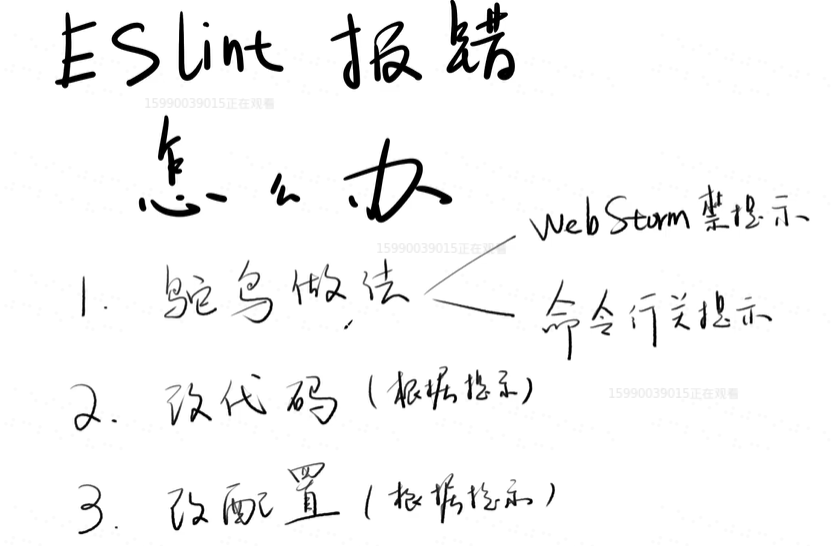 ESlint 报错
15990039015正在观看
怎么办
WebStorm 禁提示
15990039015正在观看
1. 鸵鸟做法
命令行关提示
2. 改代码(根据提示)
15990039015正在观看
3. 改配置(根据提示)